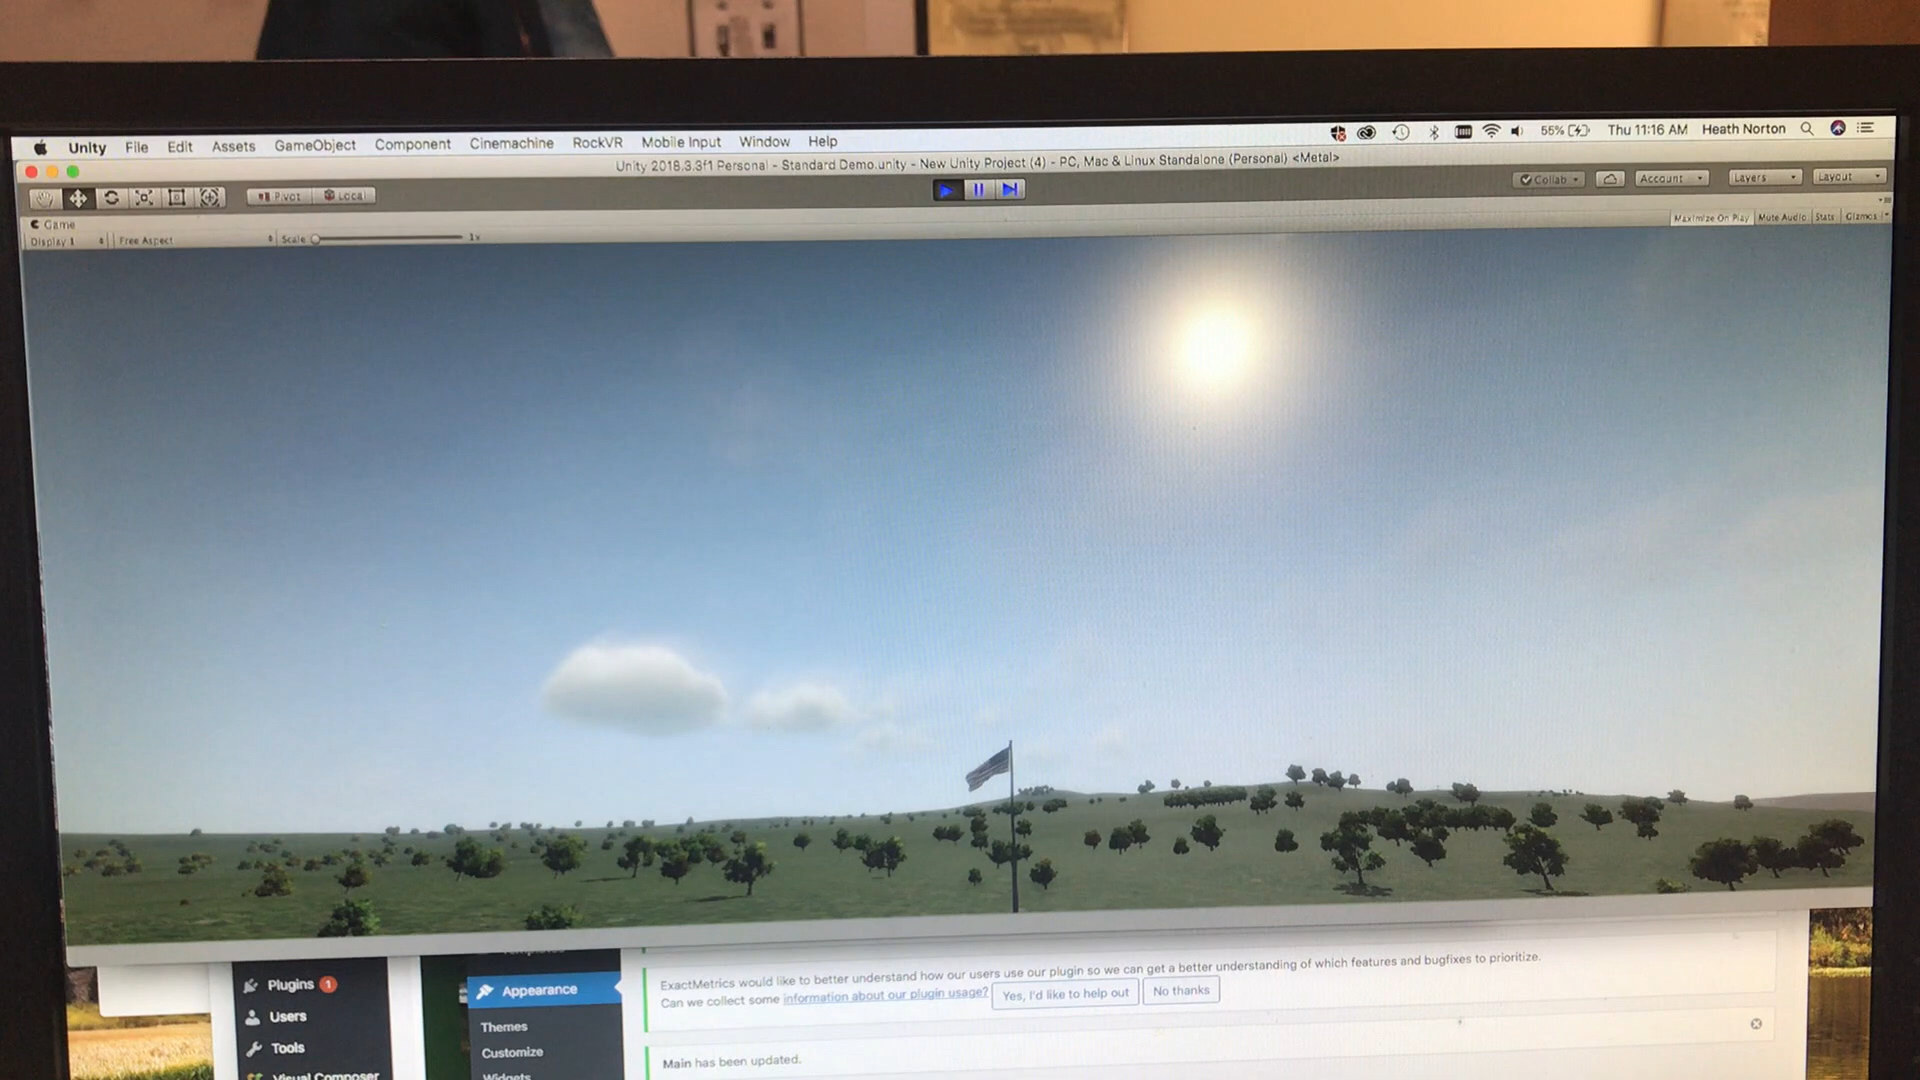 Unity File Edit Assets GameObject Component Cinemachine RockVR Mobile Input Window Help 55% Thu 11:16 AM Heath Norton
Unity 2018.3.3f1 Personal - Standard Demo.unity - New Unity Project (4) - PC, Mac & Linux Standalone (Personal) <Metal>
Pivot Local Collab Account Layers Layout
Game
Display 1 Free Aspect Scale 1x Maximize On Play Mute Audio Stats Gizmos
Plugins 1
Users
Tools
Visual Composer
Appearance
Themes
Customize
Widgets
ExactMetrics would like to better understand how our users use our plugin so we can get a better understanding of which features and bugfixes to prioritize.
Can we collect some information about our plugin usage? Yes, I'd like to help out No thanks
Main has been updated.